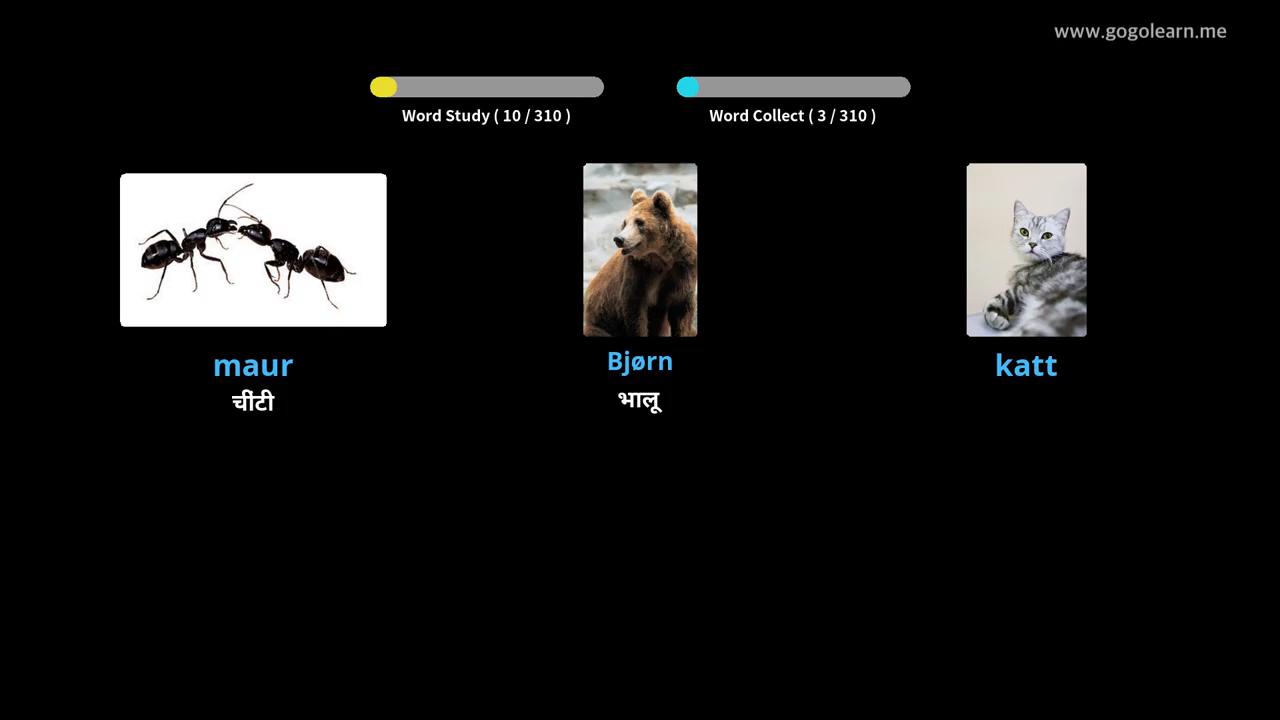 www.gogolearn.me
Word Study ( 10 / 310 )
Word Collect ( 3 / 310 )
maur
Bjørn
katt
चींटी
भालू